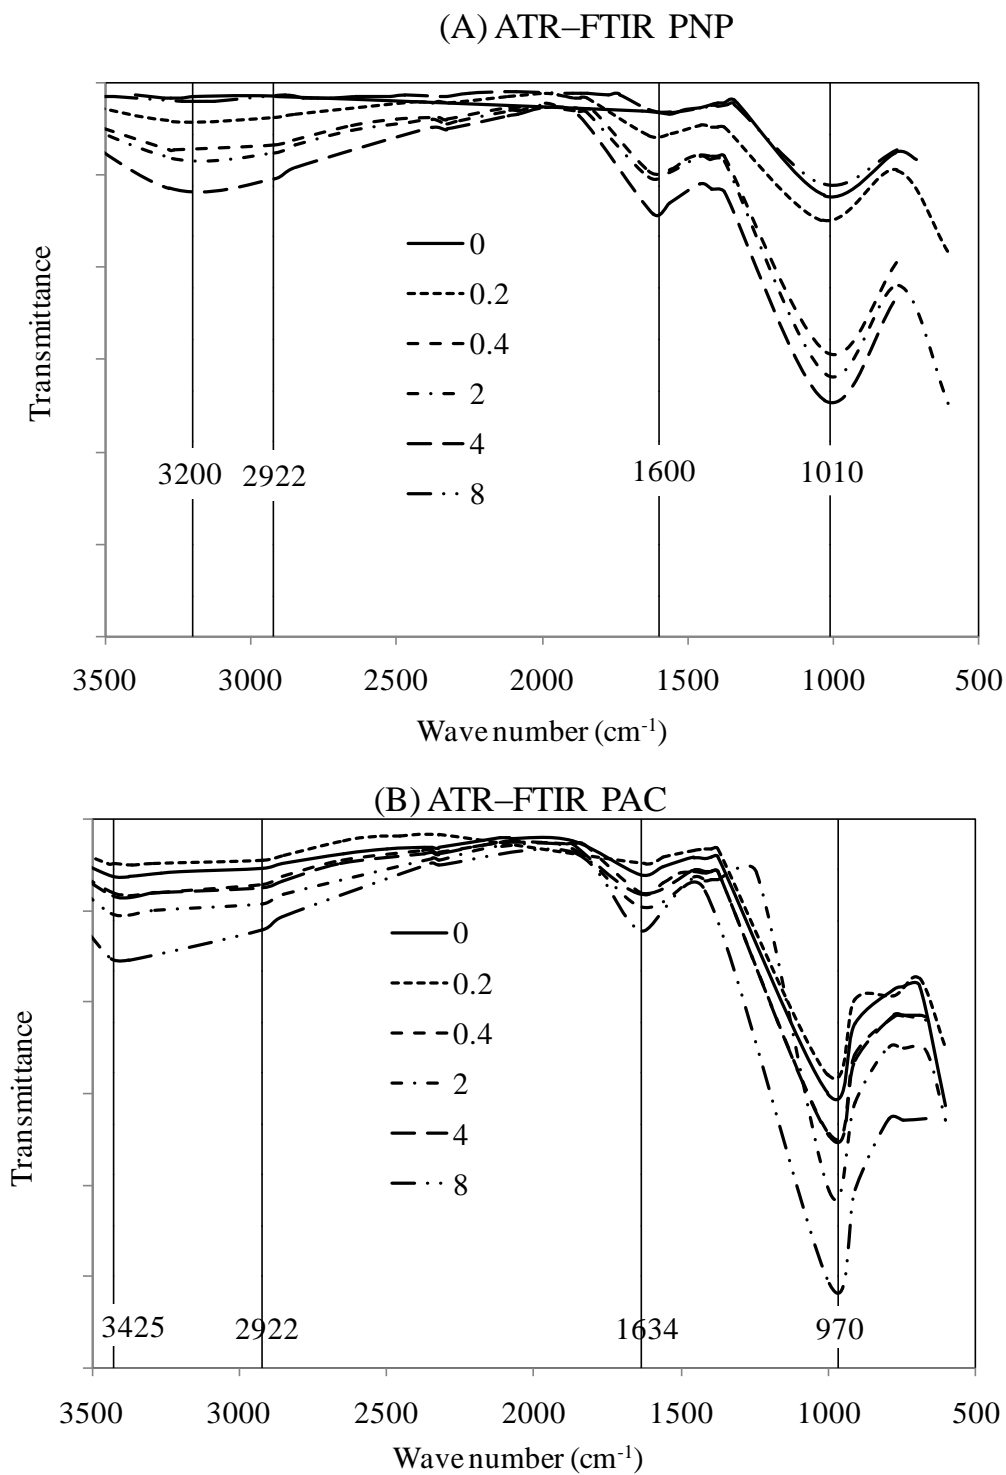 (A) ATR–FTIR PNP
Transmittance
0
0.2
0.4
2
4
8
3200 2922 1600 1010
3500 3000 2500 2000 1500 1000 500
Wave number (cm⁻¹)
(B) ATR–FTIR PAC
Transmittance
0
0.2
0.4
2
4
8
3425 2922 1634 970
3500 3000 2500 2000 1500 1000 500
Wave number (cm⁻¹)